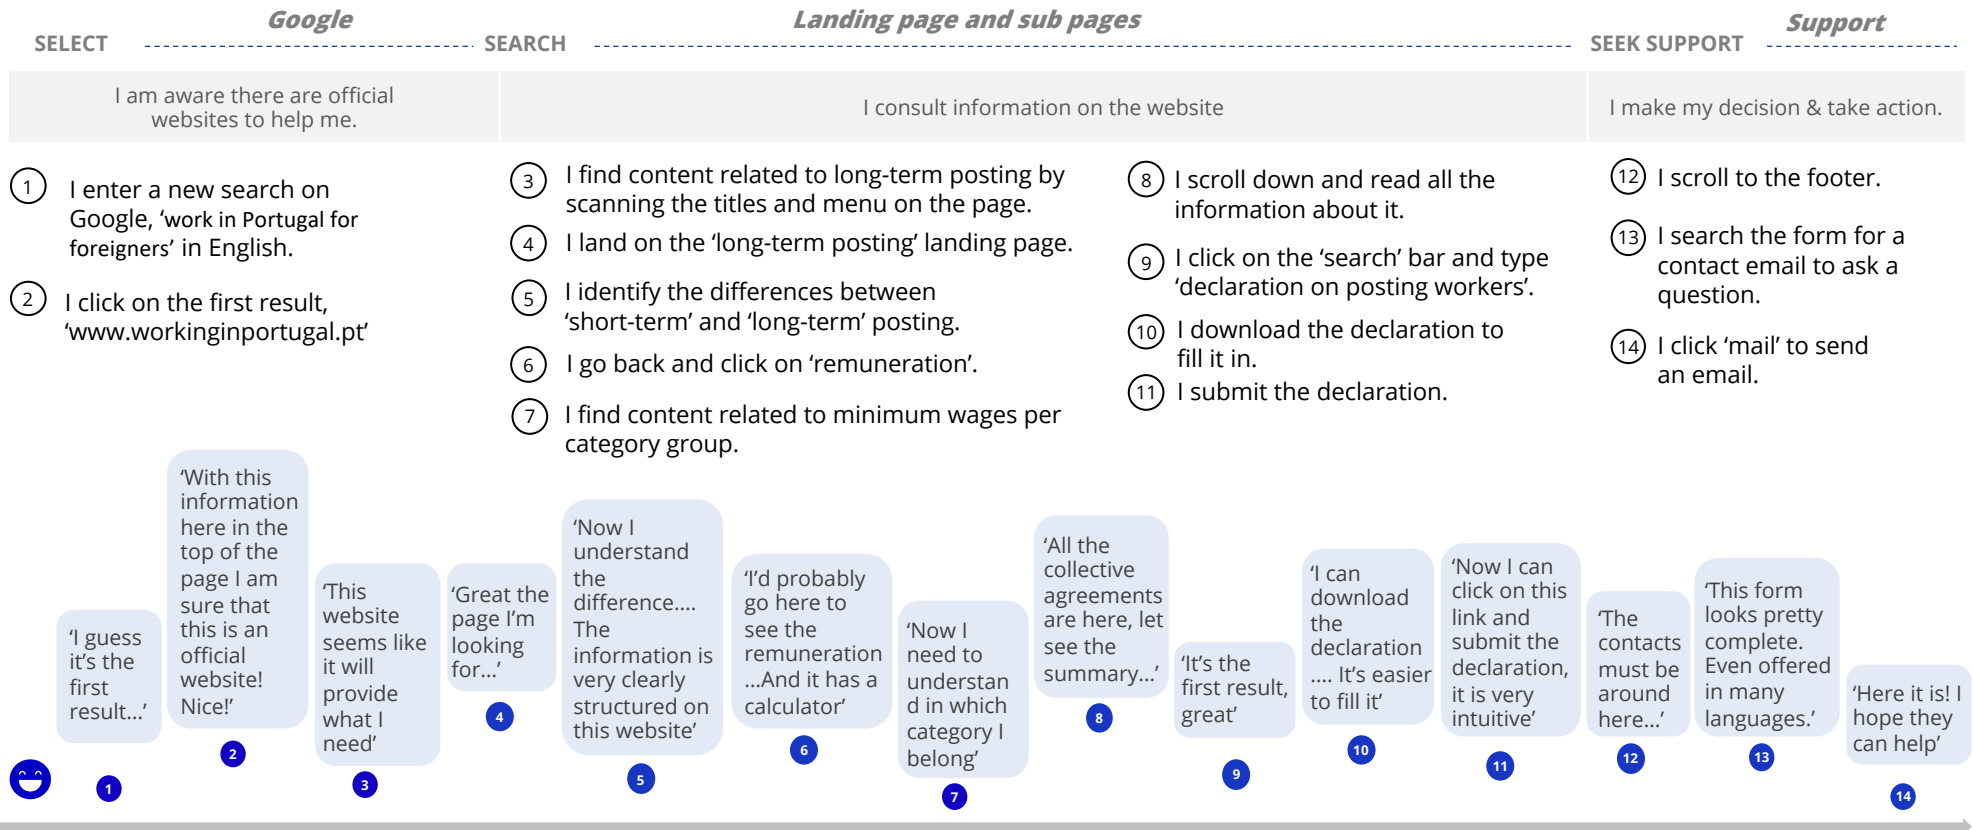 Google
Landing page and sub pages
Support
SELECT
SEARCH
SEEK SUPPORT
I am aware there are official
websites to help me.
I consult information on the website
I make my decision & take action.
1
I enter a new search on
Google, ‘work in Portugal for
foreigners’ in English.
2
I click on the first result,
‘www.workinginportugal.pt’
3
I find content related to long-term posting by
scanning the titles and menu on the page.
4
I land on the ‘long-term posting’ landing page.
5
I identify the differences between
‘short-term’ and ‘long-term’ posting.
6
I go back and click on ‘remuneration’.
7
I find content related to minimum wages per
category group.
8
I scroll down and read all the
information about it.
9
I click on the ‘search’ bar and type
‘declaration on posting workers’.
10
I download the declaration to
fill it in.
11
I submit the declaration.
12
I scroll to the footer.
13
I search the form for a
contact email to ask a
question.
14
I click ‘mail’ to send
an email.
‘I guess
it’s the
first
result...’
1
‘With this
information
here in the
top of the
page I am
sure that
this is an
official
website!
Nice!’
2
‘This
website
seems like
it will
provide
what I
need’
3
‘Great the
page I’m
looking
for...’
4
‘Now I
understand
the
difference....
The
information is
very clearly
structured on
this website’
5
‘I’d probably
go here to
see the
remuneration
...And it has a
calculator’
6
‘Now I
need to
understan
d in which
category I
belong’
7
‘All the
collective
agreements
are here, let
see the
summary...’
8
‘It’s the
first result,
great’
9
‘I can
download
the
declaration
.... It’s easier
to fill it’
10
‘Now I can
click on this
link and
submit the
declaration,
it is very
intuitive’
11
‘The
contacts
must be
around
here...’
12
‘This form
looks pretty
complete.
Even offered
in many
languages.’
13
‘Here it is! I
hope they
can help’
14